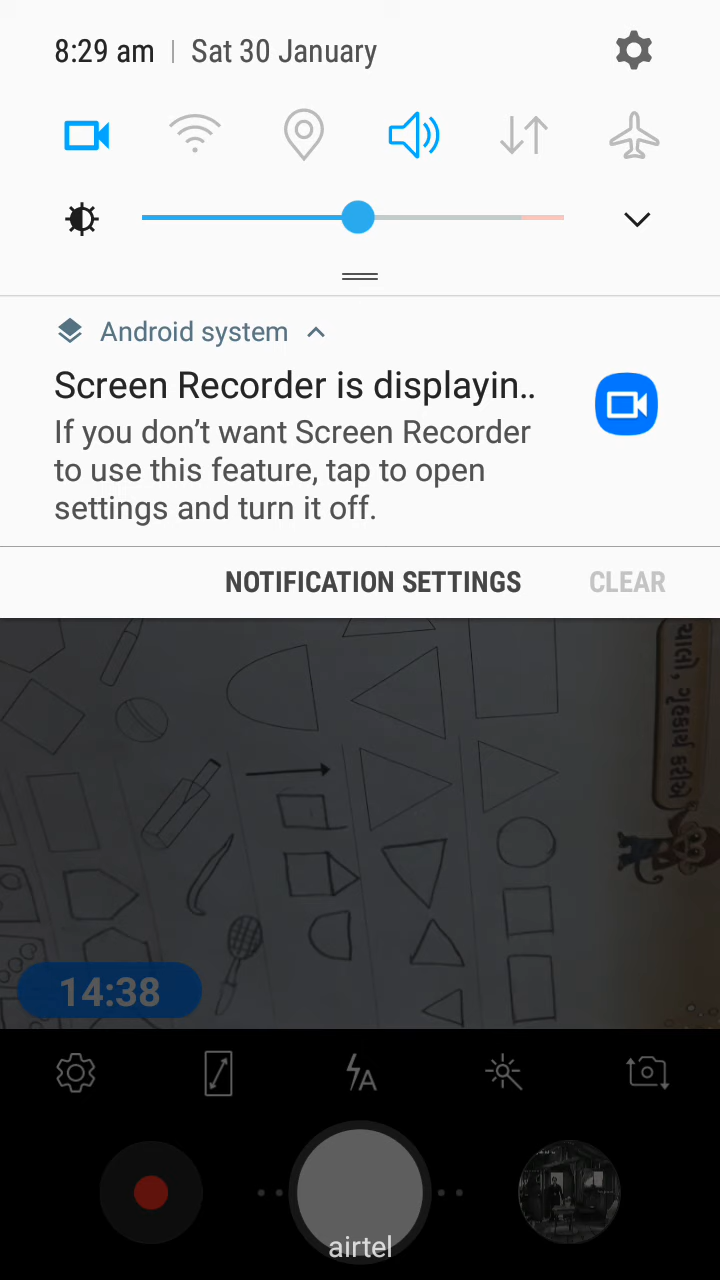 8:29 am | Sat 30 January
Android system
Screen Recorder is displayin..
If you don’t want Screen Recorder
to use this feature, tap to open
settings and turn it off.
NOTIFICATION SETTINGS CLEAR
14:38
airtel